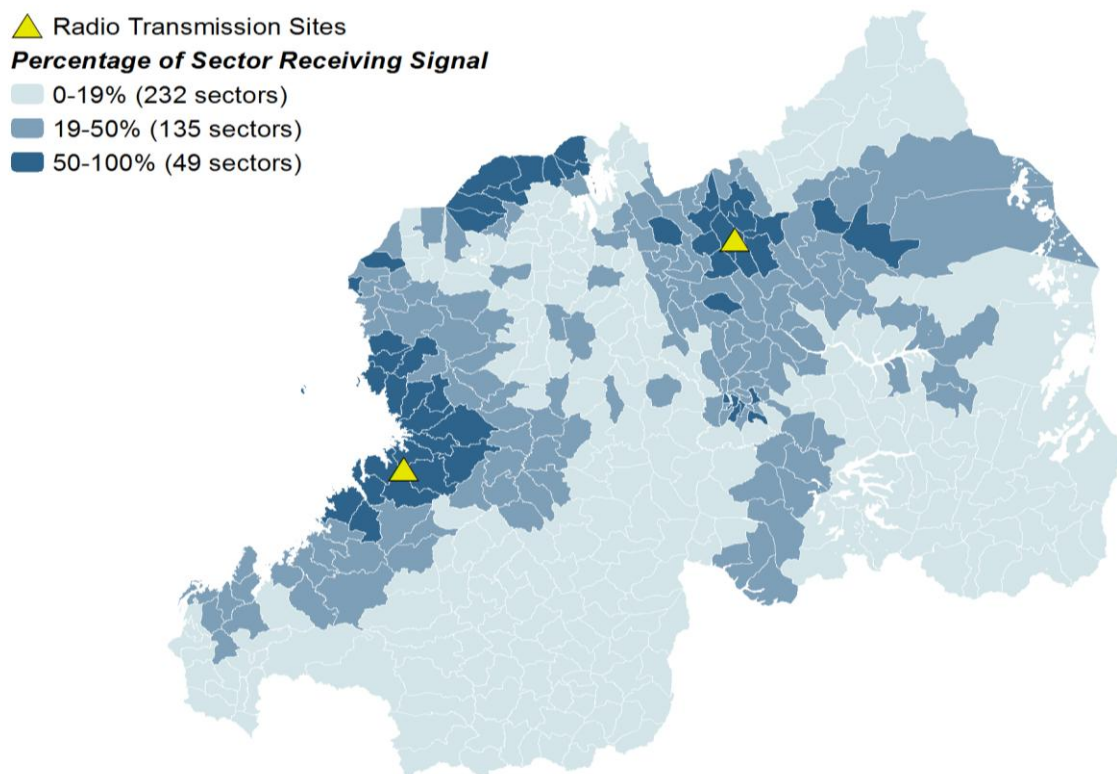 Radio Transmission Sites
Percentage of Sector Receiving Signal
0-19% (232 sectors)
19-50% (135 sectors)
50-100% (49 sectors)